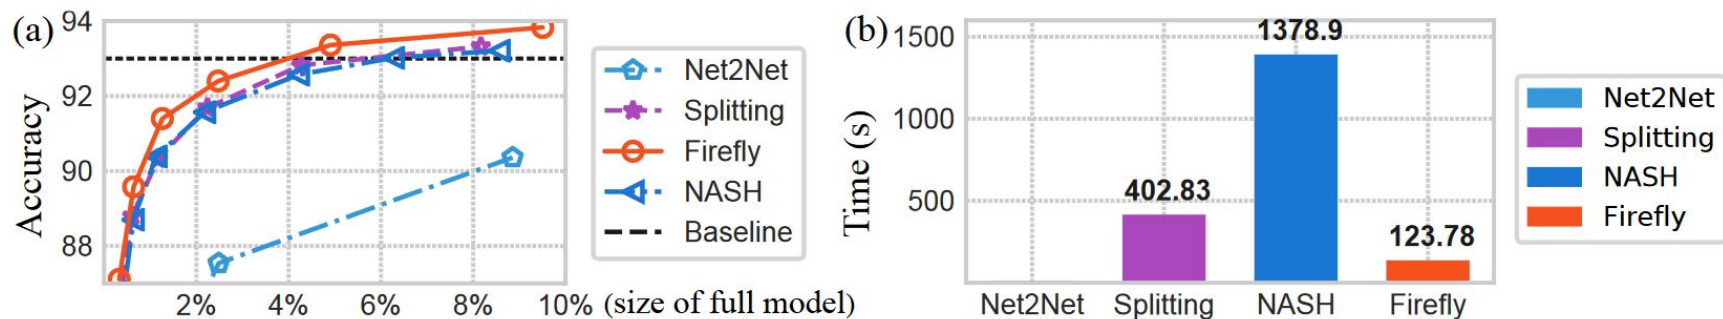 (a)
Accuracy
94
92
90
88
2% 4% 6% 8% 10% (size of full model)
Net2Net
Splitting
Firefly
NASH
Baseline
(b)
Time (s)
1500
1000
500
402.83
1378.9
123.78
Net2Net Splitting NASH Firefly
Net2Net
Splitting
NASH
Firefly